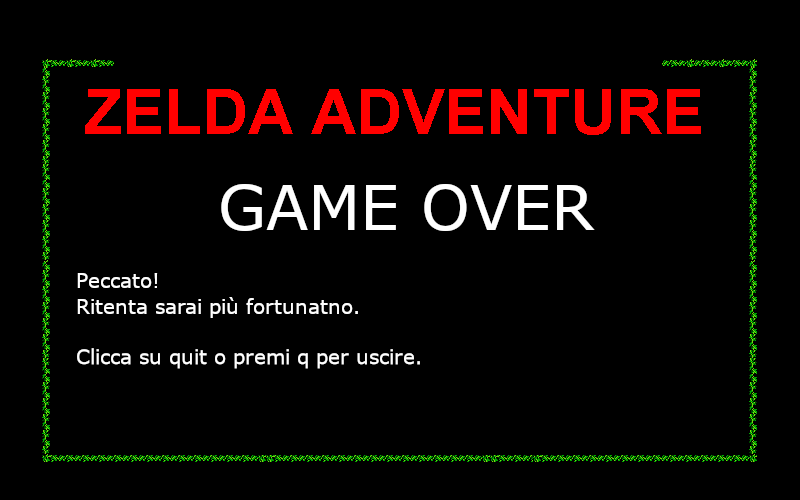 ZELDA ADVENTURE
GAME OVER
Peccato!
Ritenta sarai più fortunatno.
Clicca su quit o premi q per uscire.